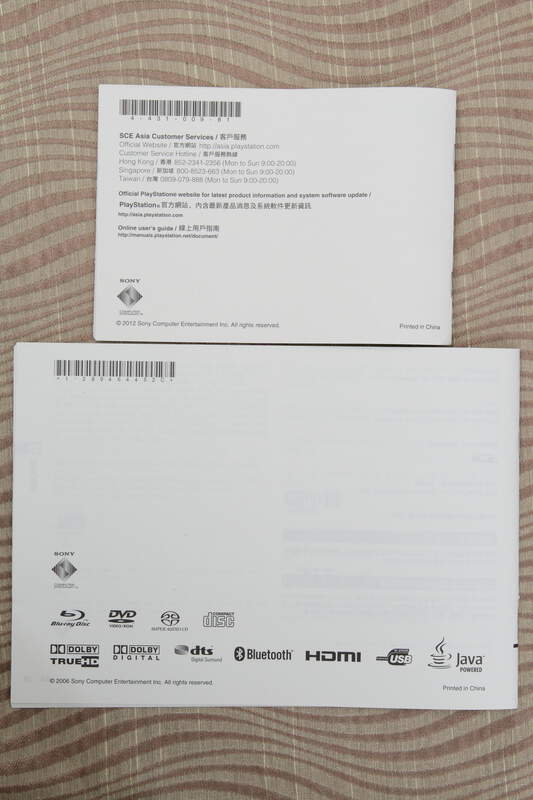 4-431-009-81
SCE Asia Customer Services / 客戶服務
Official Website / 官方網站 http://asia.playstation.com
Customer Service Hotline / 客戶服務熱線
Hong Kong / 香港 852-2341-2356 (Mon to Sun 9:00-20:00)
Singapore / 新加坡 800-8523-663 (Mon to Sun 9:00-20:00)
Taiwan / 台灣 0809-079-888 (Mon to Sun 9:00-20:00)
Official PlayStation® website for latest product information and system software update /
PlayStation®官方網站、內含最新產品消息及系統軟件更新資訊
http://asia.playstation.com
Online user's guide / 線上用戶指南
http://manuals.playstation.net/document/
SONY
COMPUTER ENTERTAINMENT
© 2012 Sony Computer Entertainment Inc. All rights reserved.
Printed in China
SONY
COMPUTER ENTERTAINMENT
Blu-ray Disc
DVD
VIDEO/ROM
SUPER AUDIO CD
COMPACT
disc
DOLBY
TRUEHD
DOLBY
DIGITAL
dts
Digital Surround
Bluetooth®
HDMI
USB
Java
POWERED
© 2006 Sony Computer Entertainment Inc. All rights reserved.
Printed in China